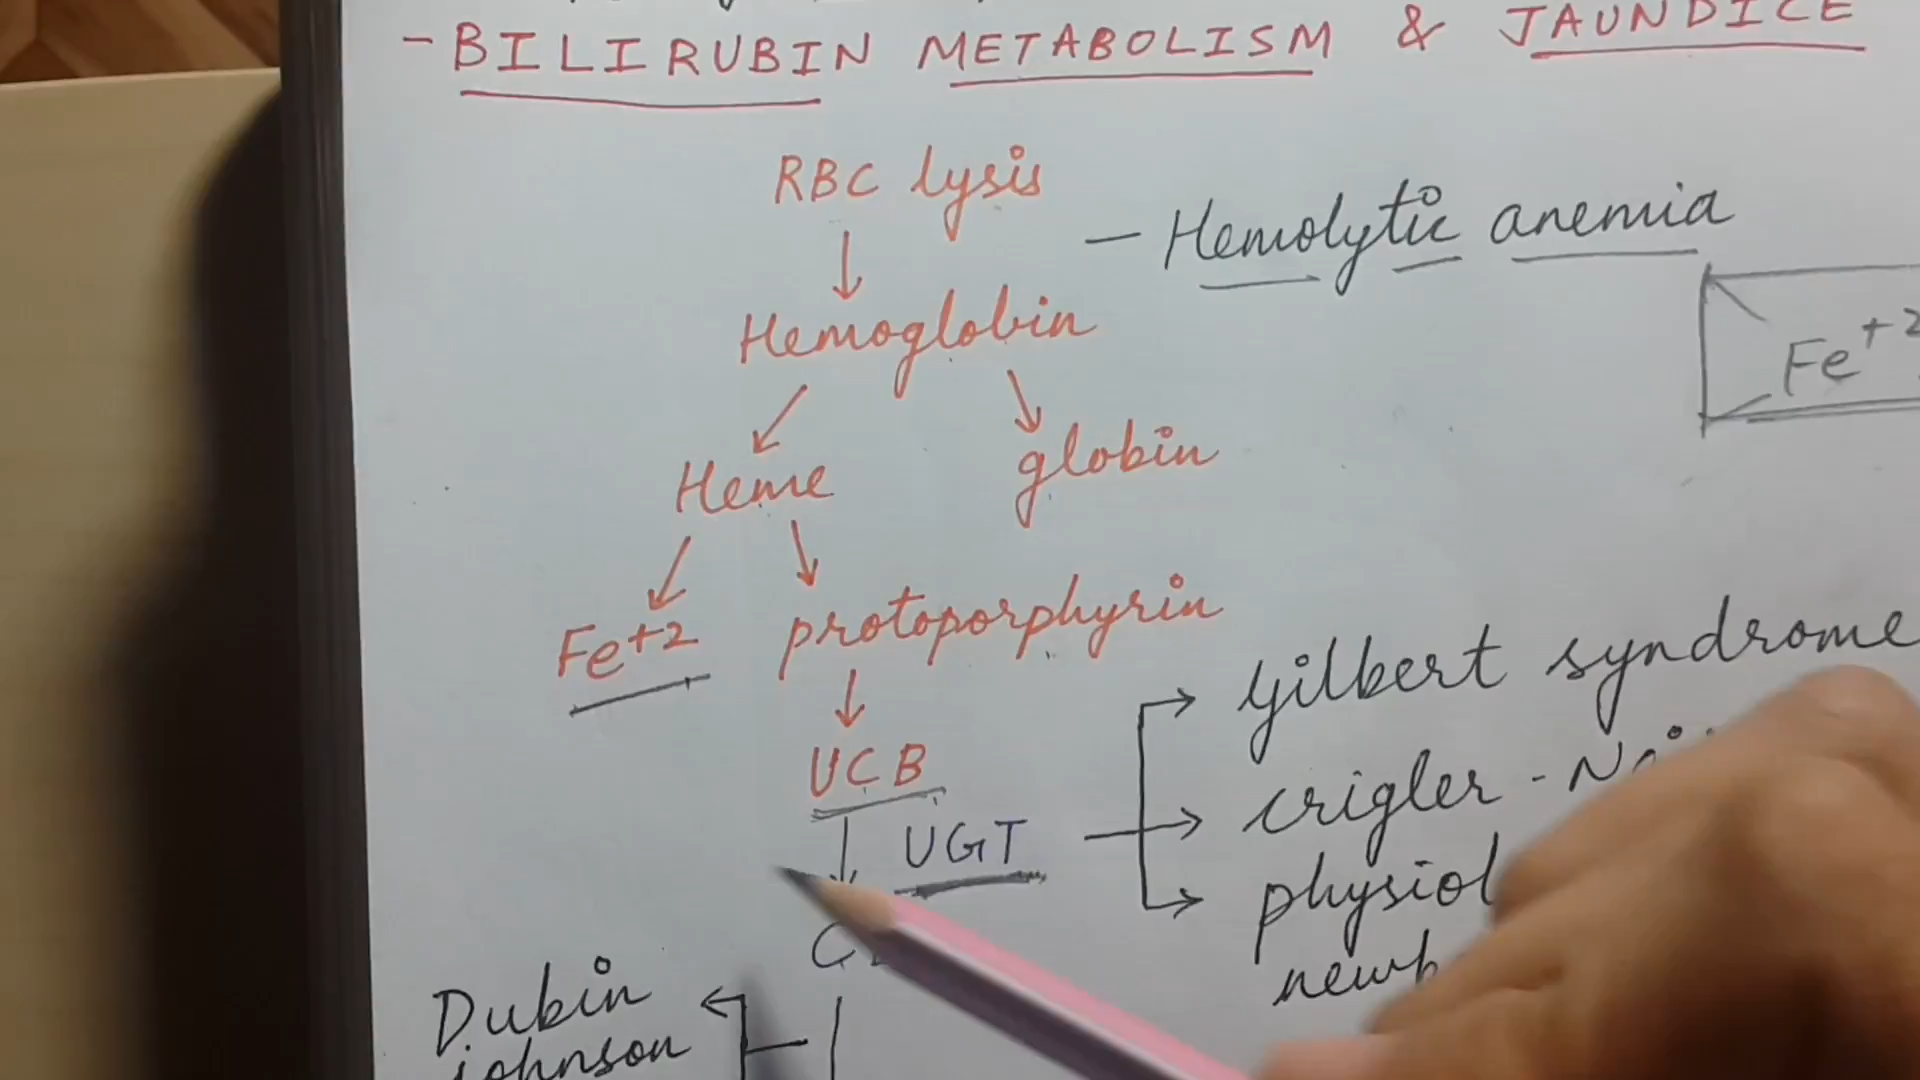 - BILIRUBIN METABOLISM & JAUNDICE
RBC lysis
- Hemolytic anemia
Hemoglobin
Fe+2
Heme
globin
Fe+2
protoporphyrin
Gilbert syndrome
UCB
crigler -
UGT
Dubin
johnson